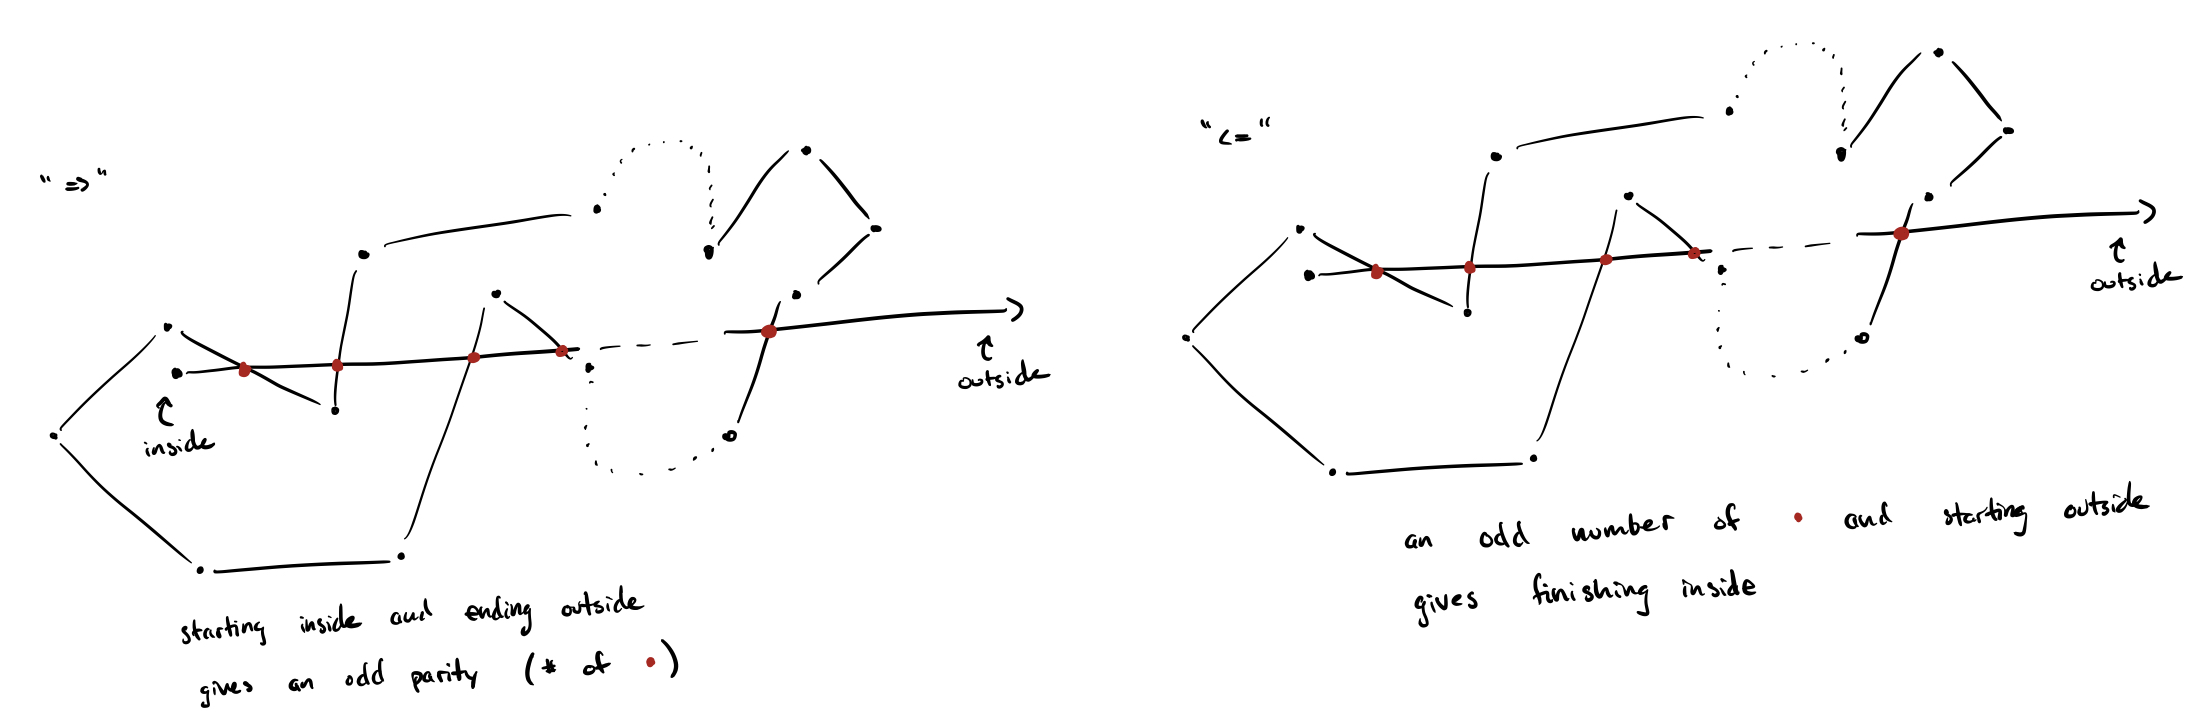 " => "
inside
outside
starting inside and ending outside
gives an odd parity (# of •)
" <= "
outside
an odd number of • and starting outside
gives finishing inside